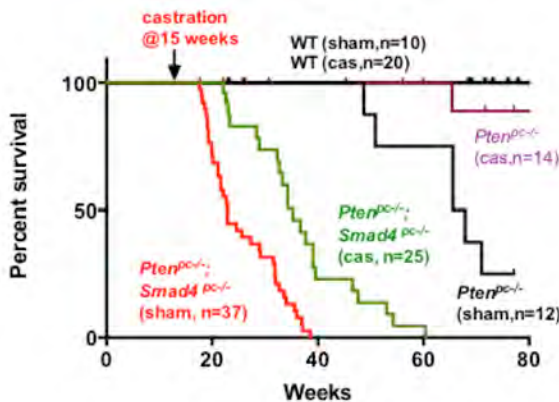 castration
@15 weeks
WT (sham,n=10)
WT (cas,n=20)
100
50
0
Percent survival
Pten^pc-/-
(cas,n=14)
Pten^pc-/-;
Smad4 ^pc-/-
(cas, n=25)
Pten^pc-/-;
Smad4 ^pc-/-
(sham, n=37)
Pten^pc-/-
(sham,n=12)
0 20 40 60 80
Weeks